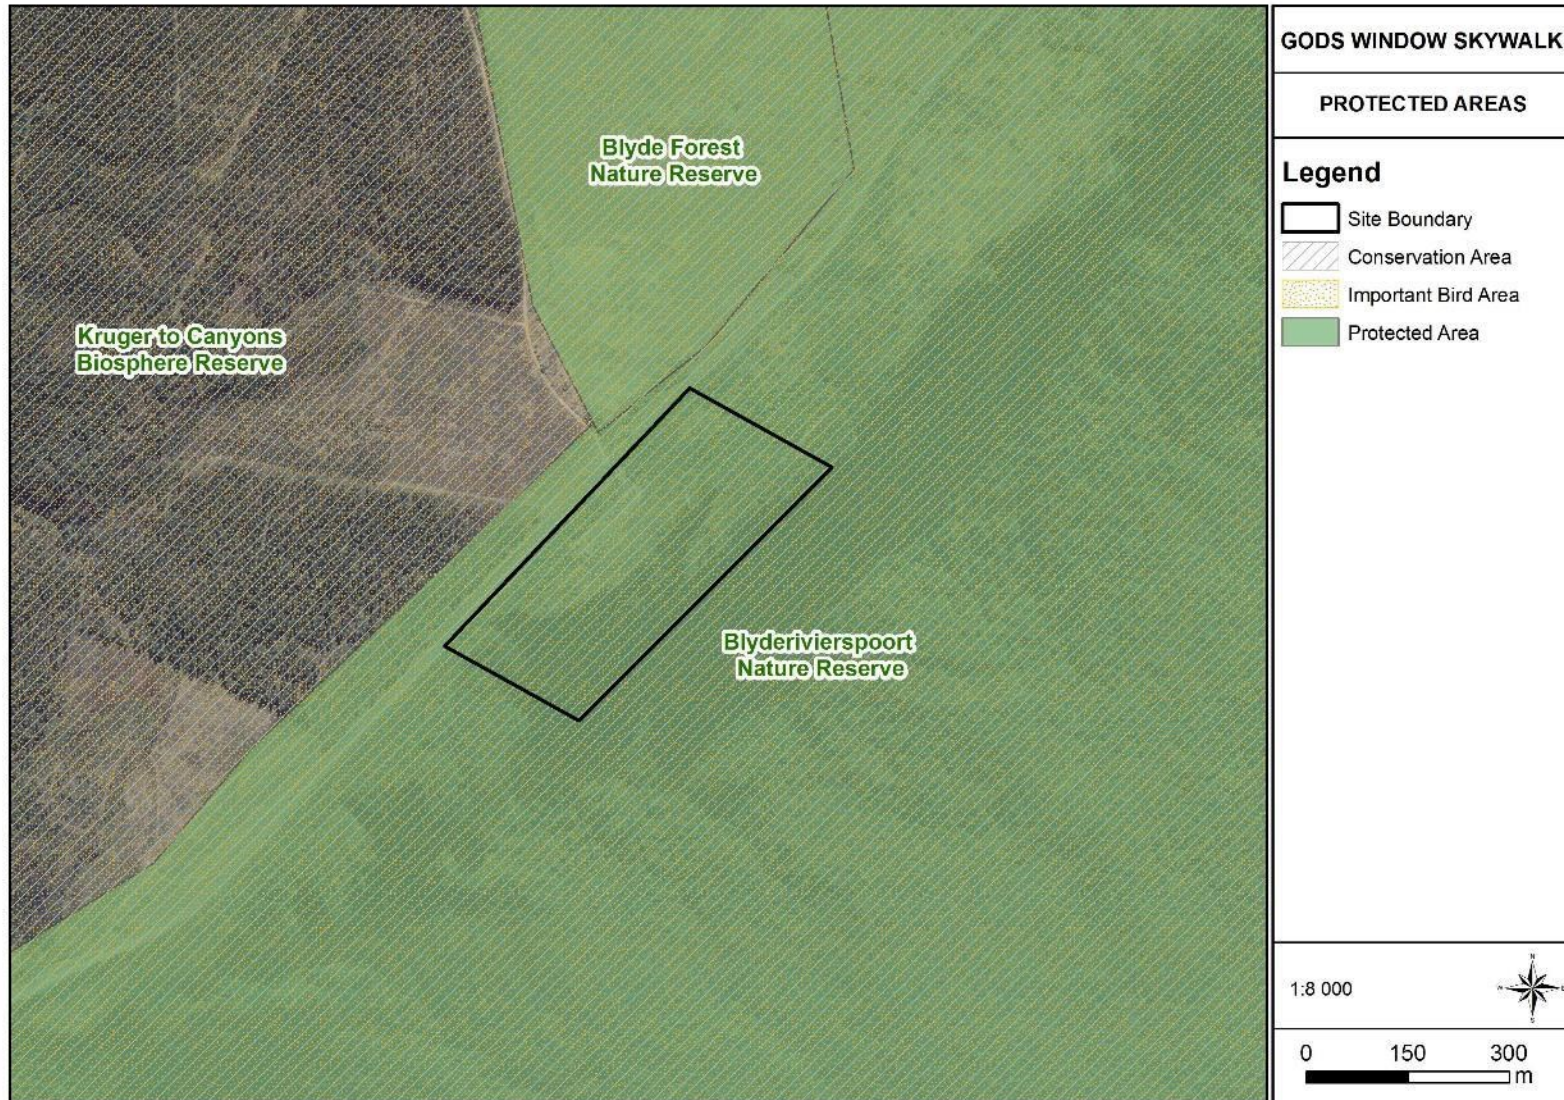 GODS WINDOW SKYWALK
PROTECTED AREAS
Legend
Site Boundary
Conservation Area
Important Bird Area
Protected Area
Blyde Forest
Nature Reserve
Kruger to Canyons
Biosphere Reserve
Blyderivierspoort
Nature Reserve
1:8 000
N
S
0 150 300
m